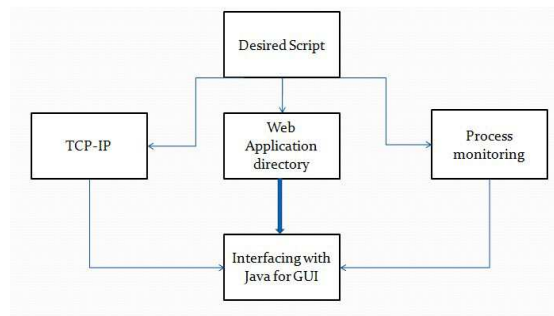 Desired Script
TCP-IP
Web
Application
directory
Process
monitoring
Interfacing with
Java for GUI